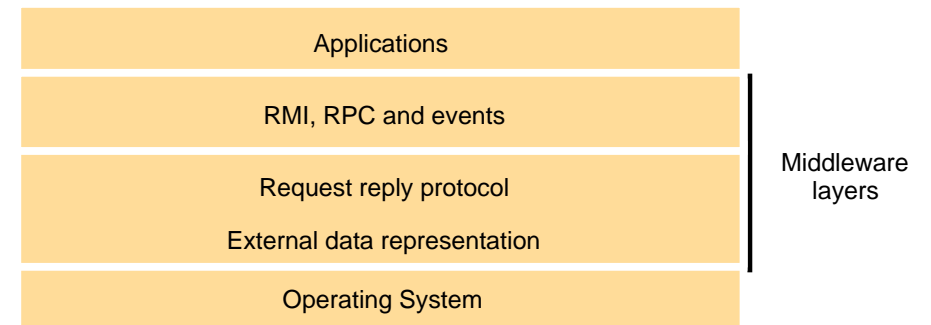 Applications
RMI, RPC and events
Request reply protocol
External data representation
Operating System
Middleware
layers